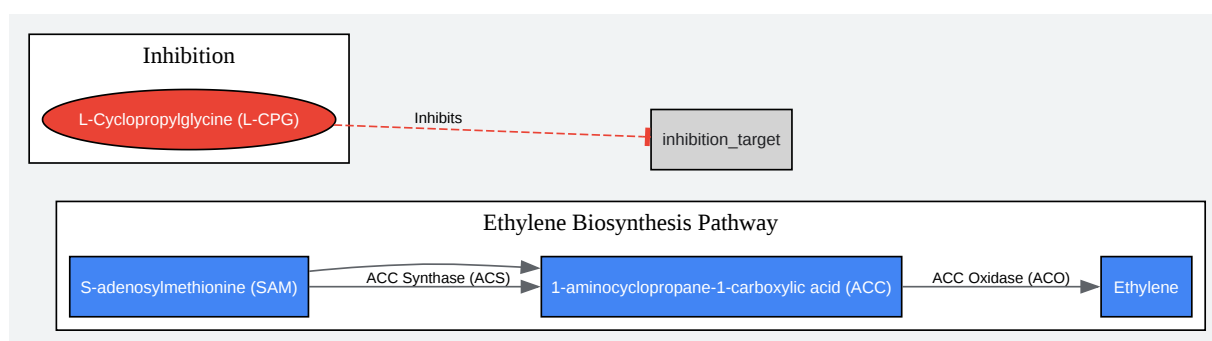 Inhibition
L-Cyclopropylglycine (L-CPG)
Inhibits
inhibition_target
Ethylene Biosynthesis Pathway
S-adenosylmethionine (SAM)
ACC Synthase (ACS)
1-aminocyclopropane-1-carboxylic acid (ACC)
ACC Oxidase (ACO)
Ethylene